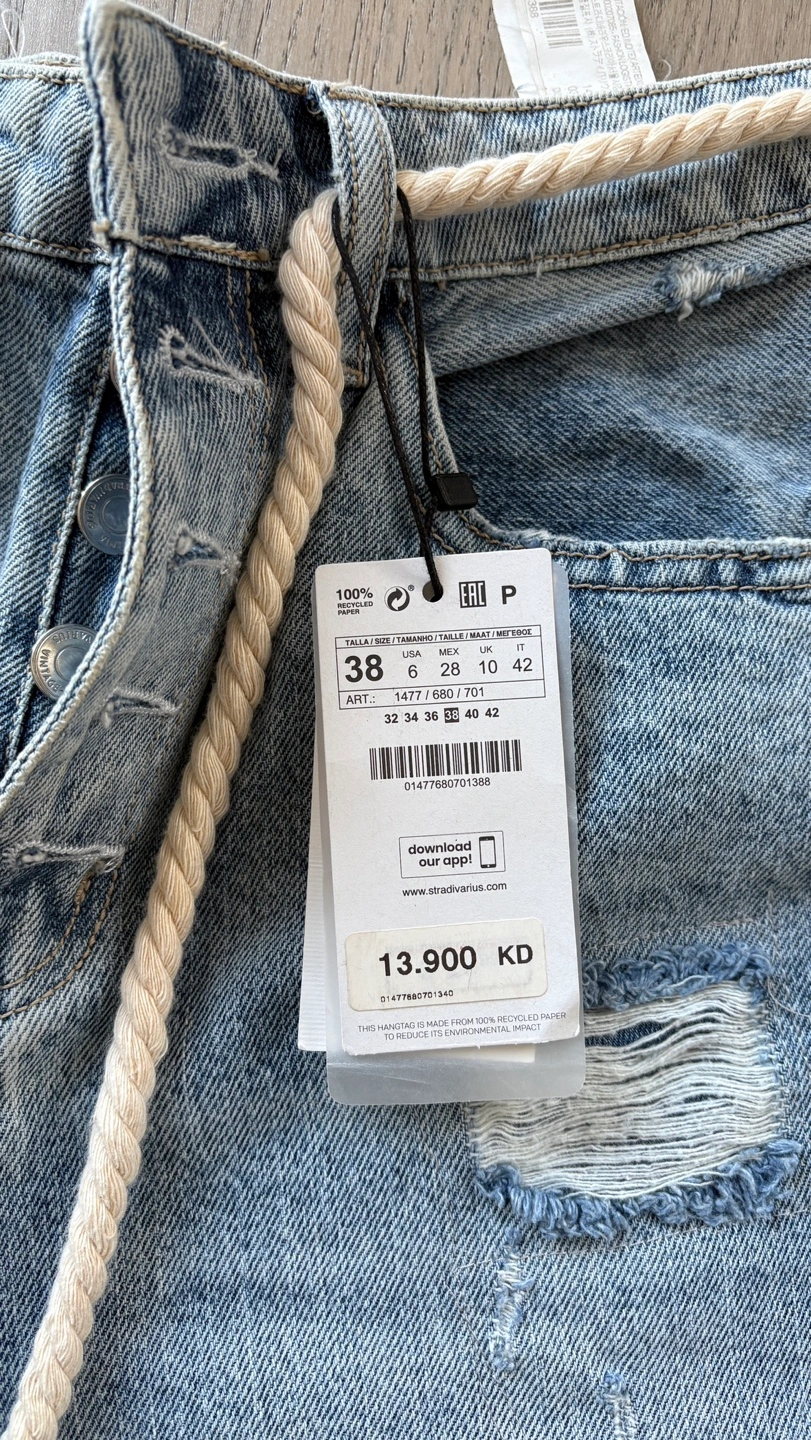 100%
RECYCLED
PAPER
®
EAC P
TALLA / SIZE / TAMANHO / TAILLE / MAAT / ΜΕΓΕΘΟΣ
38
USA MEX UK IT
6 28 10 42
ART.: 1477 / 680 / 701
32 34 36 38 40 42
01477680701388
download
our app!
www.stradivarius.com
13.900 KD
01477680701340
THIS HANGTAG IS MADE FROM 100% RECYCLED PAPER
TO REDUCE ITS ENVIRONMENTAL IMPACT